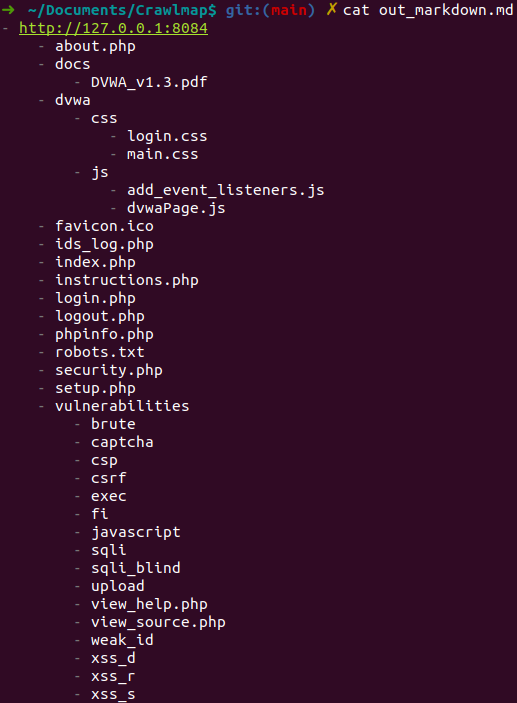 ➜ ~/Documents/Crawlmap$ git:(main) ✗ cat out_markdown.md
- http://127.0.0.1:8084
    - about.php
    - docs
        - DVWA_v1.3.pdf
    - dvwa
        - css
            - login.css
            - main.css
        - js
            - add_event_listeners.js
            - dvwaPage.js
    - favicon.ico
    - ids_log.php
    - index.php
    - instructions.php
    - login.php
    - logout.php
    - phpinfo.php
    - robots.txt
    - security.php
    - setup.php
    - vulnerabilities
        - brute
        - captcha
        - csp
        - csrf
        - exec
        - fi
        - javascript
        - sqli
        - sqli_blind
        - upload
        - view_help.php
        - view_source.php
        - weak_id
        - xss_d
        - xss_r
        - xss_s